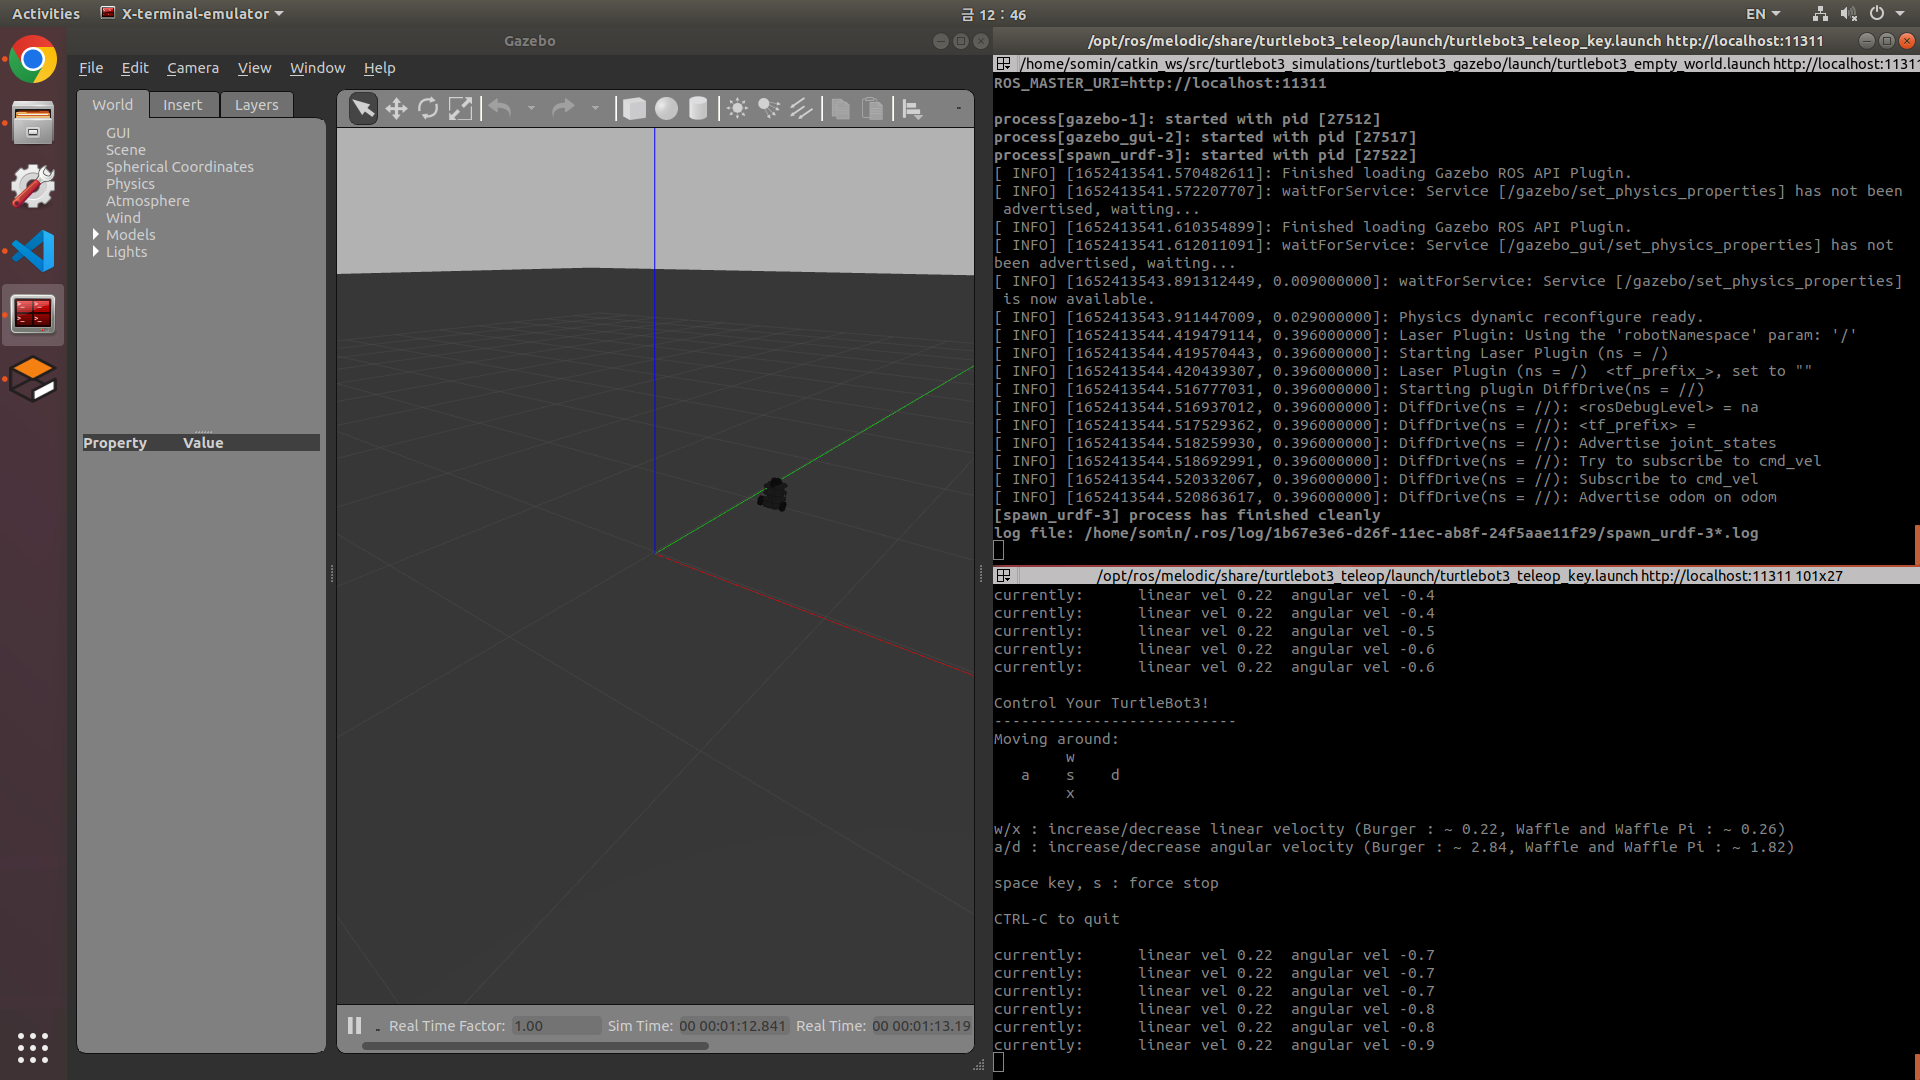 Activities
X-terminal-emulator
금 12 : 46
EN
Gazebo
File Edit Camera View Window Help
World Insert Layers
GUI
Scene
Spherical Coordinates
Physics
Atmosphere
Wind
Models
Lights
Property Value
Real Time Factor: 1.00 Sim Time: 00 00:01:12.841 Real Time: 00 00:01:13.19
/opt/ros/melodic/share/turtlebot3_teleop/launch/turtlebot3_teleop_key.launch http://localhost:11311
/home/somin/catkin_ws/src/turtlebot3_simulations/turtlebot3_gazebo/launch/turtlebot3_empty_world.launch http://localhost:11311
ROS_MASTER_URI=http://localhost:11311
process[gazebo-1]: started with pid [27512]
process[gazebo_gui-2]: started with pid [27517]
process[spawn_urdf-3]: started with pid [27522]
[ INFO] [1652413541.570482611]: Finished loading Gazebo ROS API Plugin.
[ INFO] [1652413541.572207707]: waitForService: Service [/gazebo/set_physics_properties] has not been
advertised, waiting...
[ INFO] [1652413541.610354899]: Finished loading Gazebo ROS API Plugin.
[ INFO] [1652413541.612011091]: waitForService: Service [/gazebo_gui/set_physics_properties] has not
been advertised, waiting...
[ INFO] [1652413543.891312449, 0.009000000]: waitForService: Service [/gazebo/set_physics_properties]
is now available.
[ INFO] [1652413543.911447009, 0.029000000]: Physics dynamic reconfigure ready.
[ INFO] [1652413544.419479114, 0.396000000]: Laser Plugin: Using the 'robotNamespace' param: '/'
[ INFO] [1652413544.419570443, 0.396000000]: Starting Laser Plugin (ns = /)
[ INFO] [1652413544.420439307, 0.396000000]: Laser Plugin (ns = /)  <tf_prefix_>, set to ""
[ INFO] [1652413544.516777031, 0.396000000]: Starting plugin DiffDrive(ns = //)
[ INFO] [1652413544.516937012, 0.396000000]: DiffDrive(ns = //): <rosDebugLevel> = na
[ INFO] [1652413544.517529362, 0.396000000]: DiffDrive(ns = //): <tf_prefix> =
[ INFO] [1652413544.518259930, 0.396000000]: DiffDrive(ns = //): Advertise joint_states
[ INFO] [1652413544.518692991, 0.396000000]: DiffDrive(ns = //): Try to subscribe to cmd_vel
[ INFO] [1652413544.520332067, 0.396000000]: DiffDrive(ns = //): Subscribe to cmd_vel
[ INFO] [1652413544.520863617, 0.396000000]: DiffDrive(ns = //): Advertise odom on odom
[spawn_urdf-3] process has finished cleanly
log file: /home/somin/.ros/log/1b67e3e6-d26f-11ec-ab8f-24f5aae11f29/spawn_urdf-3*.log
/opt/ros/melodic/share/turtlebot3_teleop/launch/turtlebot3_teleop_key.launch http://localhost:11311 101x27
currently:	linear vel 0.22	angular vel -0.4
currently:	linear vel 0.22	angular vel -0.4
currently:	linear vel 0.22	angular vel -0.5
currently:	linear vel 0.22	angular vel -0.6
currently:	linear vel 0.22	angular vel -0.6
Control Your TurtleBot3!
---------------------------
Moving around:
w
a s d
x
w/x : increase/decrease linear velocity (Burger : ~ 0.22, Waffle and Waffle Pi : ~ 0.26)
a/d : increase/decrease angular velocity (Burger : ~ 2.84, Waffle and Waffle Pi : ~ 1.82)
space key, s : force stop
CTRL-C to quit
currently:	linear vel 0.22	angular vel -0.7
currently:	linear vel 0.22	angular vel -0.7
currently:	linear vel 0.22	angular vel -0.7
currently:	linear vel 0.22	angular vel -0.8
currently:	linear vel 0.22	angular vel -0.8
currently:	linear vel 0.22	angular vel -0.9